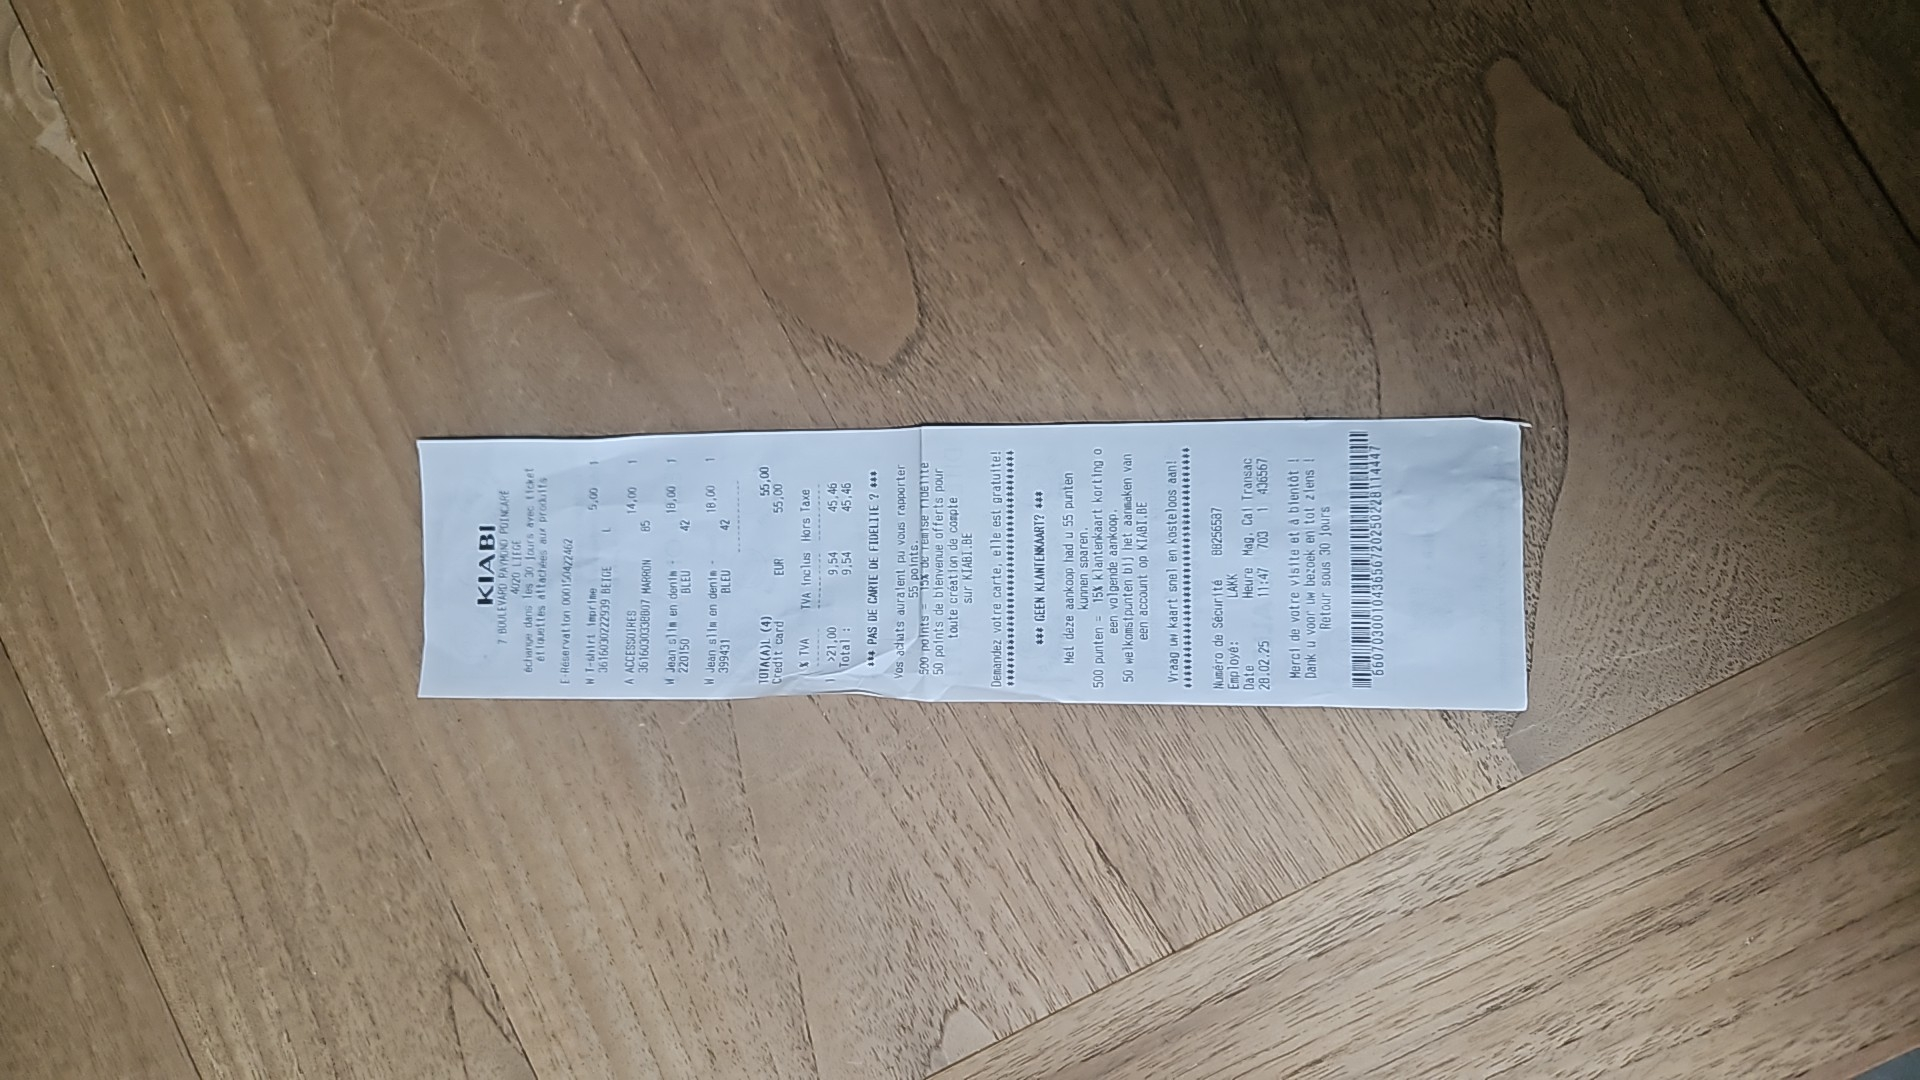 KIABI
7 BOULEVARD RAYMOND POINCARE
4020 LIEGE
échange dans les 30 jours avec ticket
étiquettes attachées aux produits
E-Réservation 000150422462
W T-shirt imprimé 5,00 1
3616030222939 BEIGE L
A ACCESSOIRES 14,00 1
MARRON 85
W Jean slim en denim - 18,00 1
220150 BLEU 42
W Jean slim en denim - 18,00 1
399431 BLEU 42
TOTA(A)L (4) 55,00
Credit card EUR 55,00
% TVA TVA inclus Hors Taxe
1 >21,00 9,54 45,46
Total : 9,54 45,46
*** PAS DE CARTE DE FIDELITE ? ***
Vos achats auraient pu vous rapporter
55 points.
500 points = 15% de remise fidélité
50 points de bienvenue offerts pour
toute création de compte
sur KIABI.BE
Demandez votre carte, elle est gratuite!
*** GEEN KLANTENKAART? ***
Met deze aankoop had u 55 punten
kunnen sparen.
500 punten = 15% klantenkaart korting o
een volgende aankoop.
50 welkomstpunten bij het aanmaken van
een account op KIABI.BE
Vraag uw kaart snel en kosteloos aan!
Numéro de Sécurité
Employé: LAKK
Date Heure Mag. Cai Transac
28.02.25 11:47 703 1 436567
Merci de votre visite et à bientôt !
Dank u voor uw bezoek en tot ziens !
Retour sous 30 jours
660703001043656720250228114447